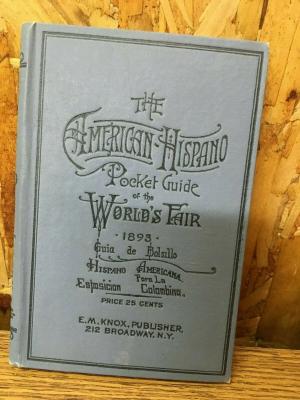 THE
AMERICAN-HISPANO
Pocket Guide
of the
WORLD'S FAIR
· 1893 ·
Guia de Bolsillo
HISPANO AMERICANA
Para La
Exposicion Colombina.
PRICE 25 CENTS
E.M. KNOX, PUBLISHER,
212 BROADWAY, N.Y.